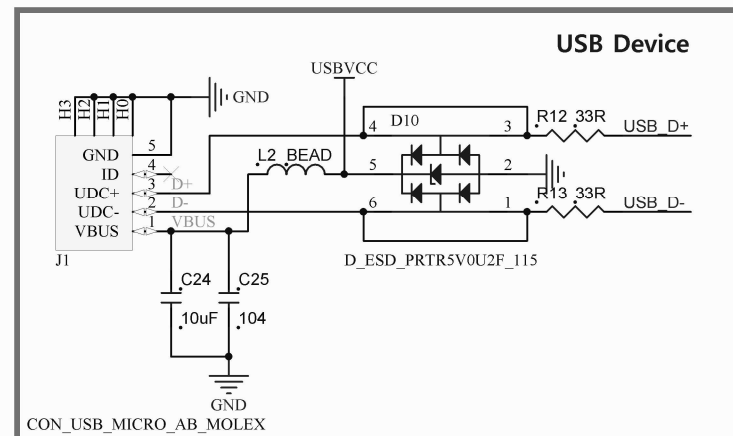 USB Device
USBVCC
H3
H2
H1
H0
GND
D10
4
3
R12 33R
USB_D+
GND
5
ID
4
UDC+
3
D+
UDC-
2
D-
VBUS
1
VBUS
L2 BEAD
5
2
R13 33R
USB_D-
6
1
J1
D_ESD_PRTR5V0U2F_115
C24
C25
10uF
104
GND
CON_USB_MICRO_AB_MOLEX